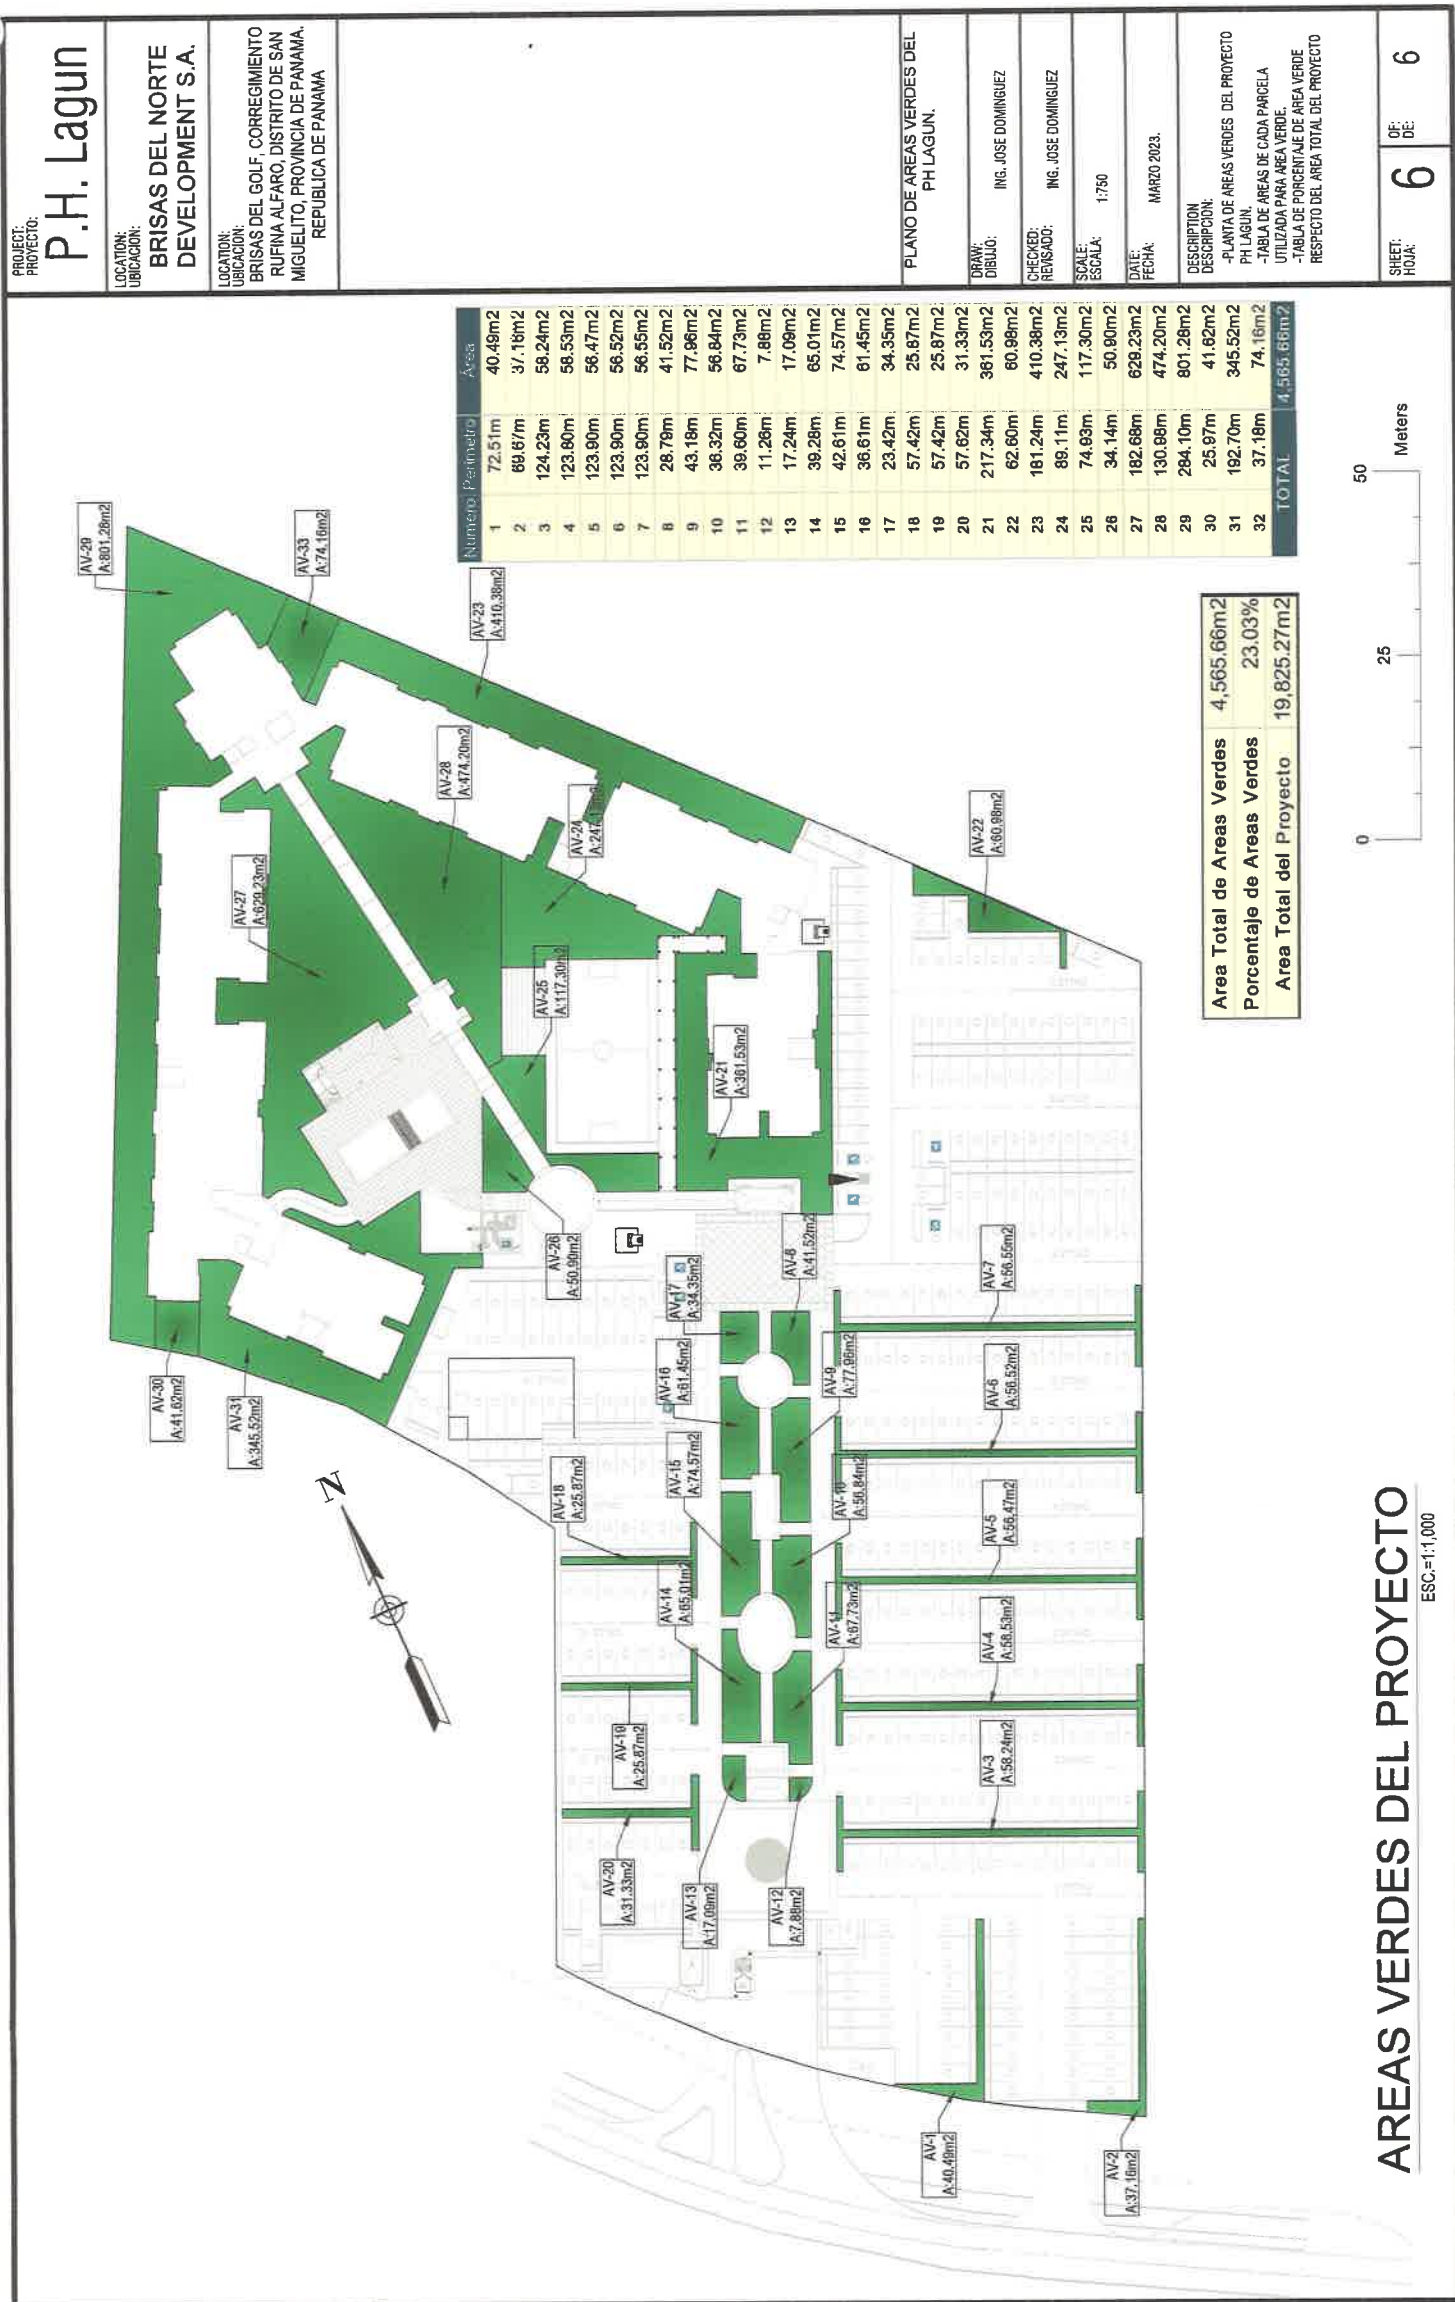 PROJECT:
PROYECTO:
P.H. Lagun
LOCATION:
UBICACION:
BRISAS DEL NORTE
DEVELOPMENT S.A.
LOCATION:
UBICACION:
BRISAS DEL GOLF, CORREGIMIENTO
RUFINA ALFARO, DISTRITO DE SAN
MIGUELITO, PROVINCIA DE PANAMA.
REPUBLICA DE PANAMA
PLANO DE AREAS VERDES DEL
PH LAGUN.
DRAW:
DIBUJO:
ING. JOSE DOMINGUEZ
CHECKED:
REVISADO:
ING. JOSE DOMINGUEZ
SCALE:
ESCALA:
1:750
DATE:
FECHA:
MARZO 2023.
DESCRIPTION
DESCRIPCION:
-PLANTA DE AREAS VERDES DEL PROYECTO
PH LAGUN.
-TABLA DE AREAS DE CADA PARCELA
UTILIZADA PARA AREA VERDE.
-TABLA DE PORCENTAJE DE AREA VERDE
RESPECTO DEL AREA TOTAL DEL PROYECTO
SHEET:
HOJA:
6
OF:
DE:
6
Numero Perimetro Área
1 72.51m 40.49m2
2 69.67m 37.16m2
3 124.23m 58.24m2
4 123.80m 58.53m2
5 123.90m 56.47m2
6 123.90m 56.52m2
7 123.90m 56.55m2
8 28.79m 41.52m2
9 43.19m 77.96m2
10 36.32m 56.84m2
11 39.60m 67.73m2
12 11.26m 7.88m2
13 17.24m 17.09m2
14 39.28m 65.01m2
15 42.61m 74.57m2
16 36.61m 61.45m2
17 23.42m 34.35m2
18 57.42m 25.87m2
19 57.42m 25.87m2
20 57.62m 31.33m2
21 217.34m 361.53m2
22 62.60m 60.98m2
23 181.24m 410.38m2
24 89.11m 247.13m2
25 74.93m 117.30m2
26 34.14m 50.90m2
27 182.68m 629.23m2
28 130.98m 474.20m2
29 284.10m 801.28m2
30 25.97m 41.62m2
31 192.70m 345.52m2
32 37.18m 74.16m2
TOTAL 4,565.66m2
Area Total de Areas Verdes 4,565.66m2
Porcentaje de Areas Verdes 23.03%
Area Total del Proyecto 19,825.27m2
0 25 50
Meters
AV-29
A:801.28m2
AV-33
A:74.16m2
AV-23
A:410.38m2
AV-28
A:474.20m2
AV-24
AV-27
A:629.23m2
AV-22
A:60.98m2
AV-25
A:117.30m2
AV-21
A:361.53m2
AV-26
A:50.90m2
AV-8
A:41.52m2
AV-17
A:34.35m2
AV-7
A:56.55m2
AV-30
A:41.62m2
AV-31
A:345.52m2
AV-16
A:61.45m2
AV-9
A:77.96m2
AV-6
A:56.52m2
N
AV-18
A:25.87m2
AV-15
A:74.57m2
AV-10
A:56.84m2
AV-5
A:56.47m2
AV-14
A:65.01m2
AV-11
A:67.73m2
AV-4
A:58.53m2
AV-19
A:25.87m2
AV-3
A:58.24m2
AV-20
A:31.33m2
AV-13
A:17.09m2
AV-12
A:7.88m2
AV-1
A:40.49m2
AV-2
A:37.16m2
AREAS VERDES DEL PROYECTO
ESC.=1:1,000